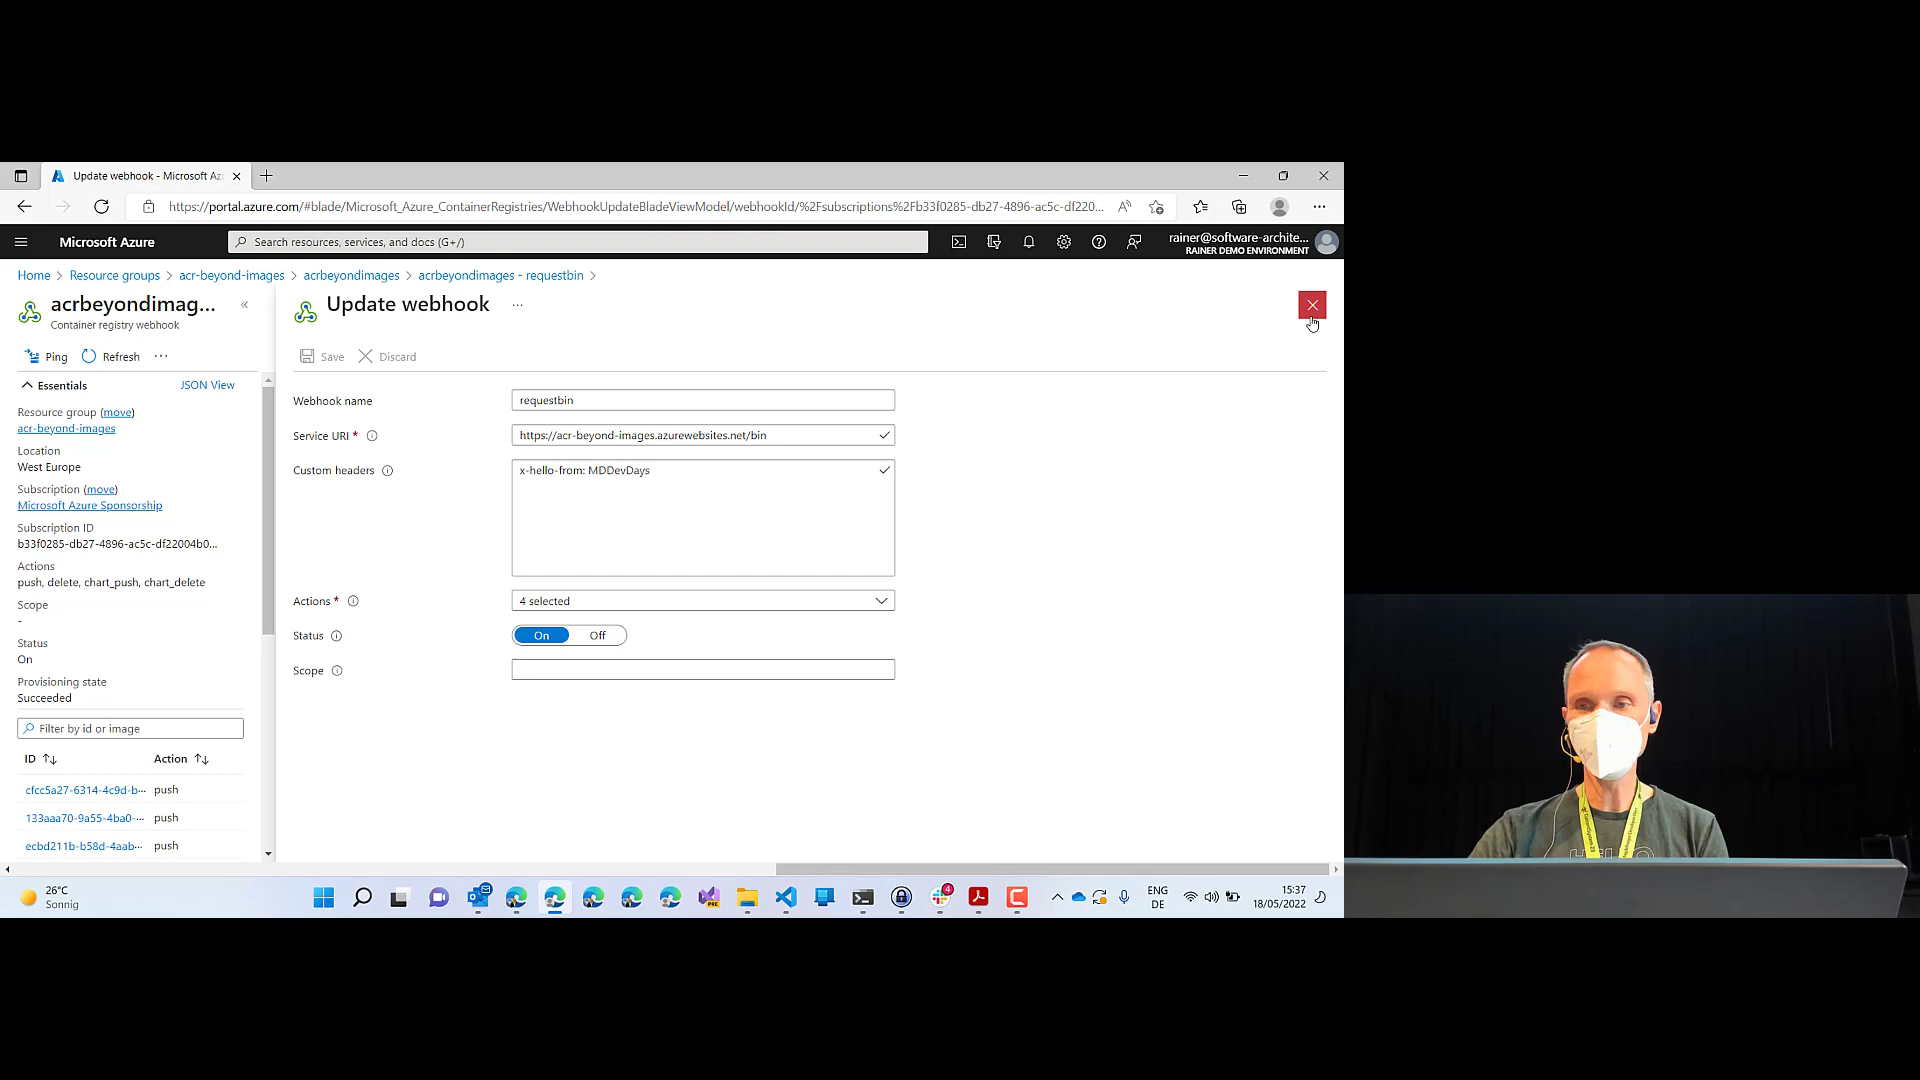 Update webhook - Microsoft Az
https://portal.azure.com/#blade/Microsoft_Azure_ContainerRegistries/WebhookUpdateBladeViewModel/webhookId/%2Fsubscriptions%2Fb33f0285-db27-4896-ac5c-df220...
Microsoft Azure
Search resources, services, and docs (G+/)
rainer@software-archite...
RAINER DEMO ENVIRONMENT
Home > Resource groups > acr-beyond-images > acrbeyondimages > acrbeyondimages - requestbin >
acrbeyondimag...
Container registry webhook
«
Update webhook
...
Ping
Refresh
...
Save
Discard
Essentials
JSON View
Resource group (move)
acr-beyond-images
Location
West Europe
Subscription (move)
Microsoft Azure Sponsorship
Subscription ID
b33f0285-db27-4896-ac5c-df22004b0...
Actions
push, delete, chart_push, chart_delete
Scope
-
Status
On
Provisioning state
Succeeded
Filter by id or image
ID
Action
cfcc5a27-6314-4c9d-b... push
133aaa70-9a55-4ba0-... push
ecbd211b-b58d-4aab... push
Webhook name
requestbin
Service URI *
https://acr-beyond-images.azurewebsites.net/bin
Custom headers
x-hello-from: MDDevDays
Actions *
4 selected
Status
On
Off
Scope
26°C
Sonnig
PRE
4
ENG
DE
15:37
18/05/2022